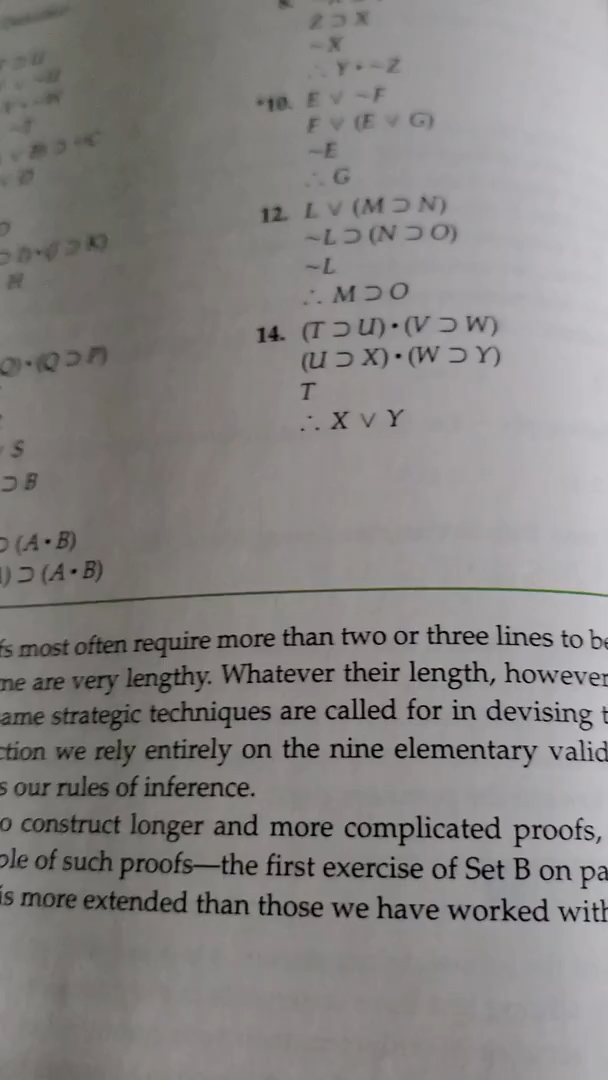 Z ⊃ X
~X
∴ Y • ~Z
*10. E ∨ ~F
F ∨ (E ∨ G)
~E
∴ G
12. L ∨ (M ⊃ N)
~L ⊃ (N ⊃ O)
~L
∴ M ⊃ O
14. (T ⊃ U) • (V ⊃ W)
(U ⊃ X) • (W ⊃ Y)
T
∴ X ∨ Y
S
⊃ B
⊃ (A • B)
) ⊃ (A • B)
fs most often require more than two or three lines to be
me are very lengthy. Whatever their length, however
ame strategic techniques are called for in devising t
ction we rely entirely on the nine elementary valid
s our rules of inference.
o construct longer and more complicated proofs,
ple of such proofs—the first exercise of Set B on pa
is more extended than those we have worked with